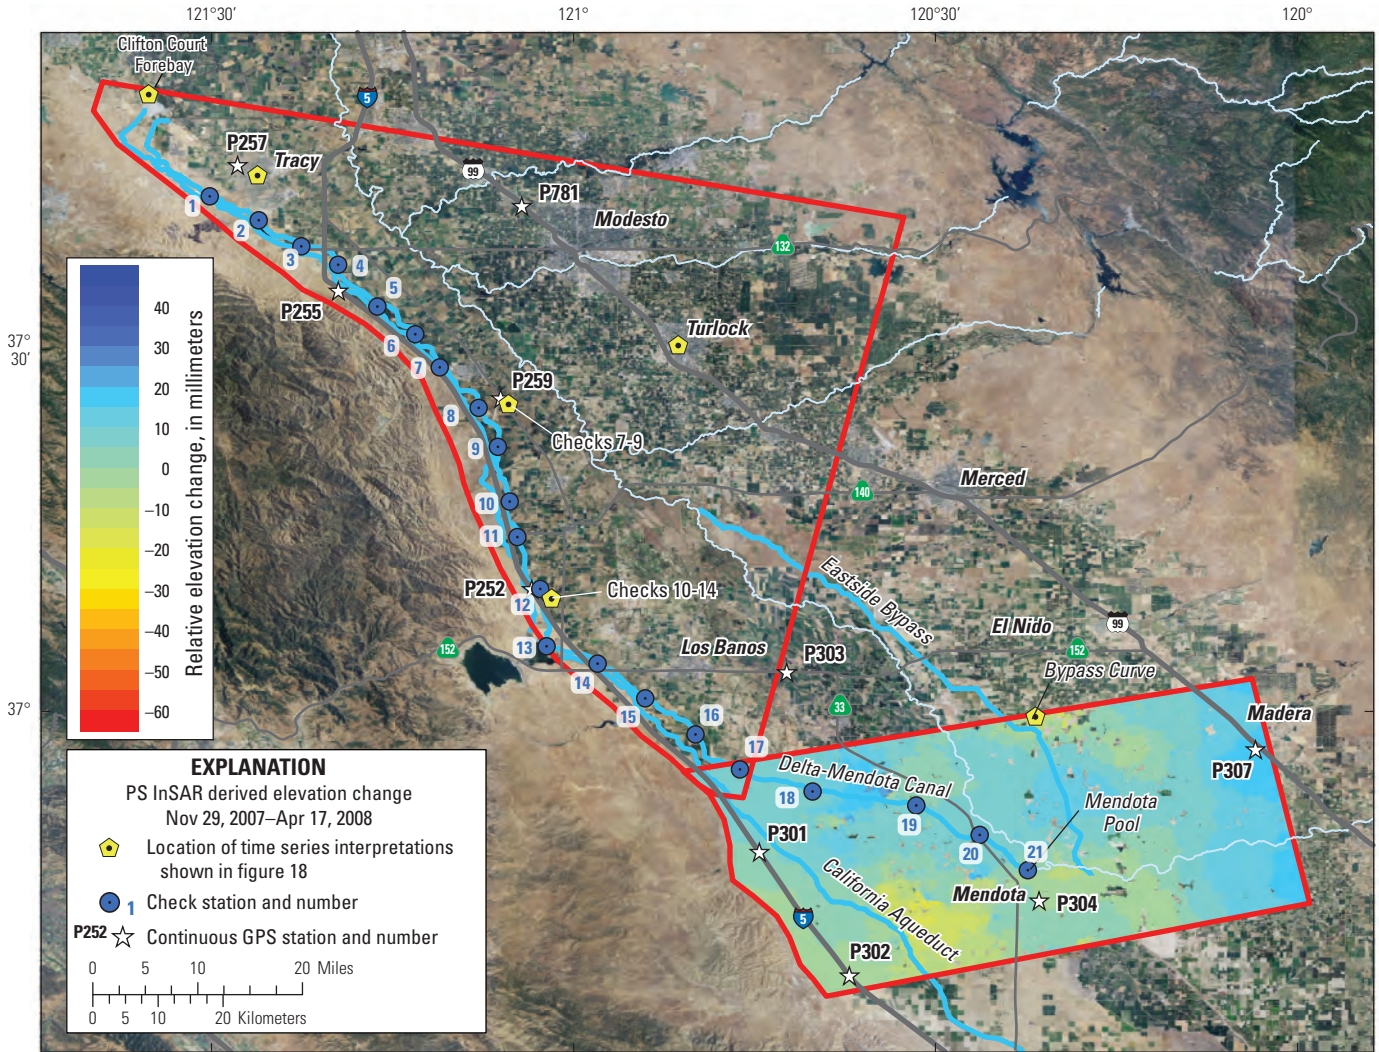 121°30'
121°
120°30'
120°
Clifton Court
Forebay
5
P257
Tracy
99
P781
Modesto
132
1
2
3
4
5
P255
6
7
Turlock
37°
30'
P259
8
Checks 7-9
9
10
11
140
Merced
P252
12
Checks 10-14
Eastside Bypass
El Nido
99
152
13
152
Los Banos
P303
Bypass Curve
14
33
37°
15
16
Madera
17
P307
Delta-Mendota Canal
18
19
Mendota
Pool
20
21
P301
California Aqueduct
Mendota
P304
5
P302
40
30
20
10
0
–10
–20
–30
–40
–50
–60
Relative elevation change, in millimeters
EXPLANATION
PS InSAR derived elevation change
Nov 29, 2007–Apr 17, 2008
Location of time series interpretations
shown in figure 18
1 Check station and number
P252 Continuous GPS station and number
0 5 10 20 Miles
0 5 10 20 Kilometers